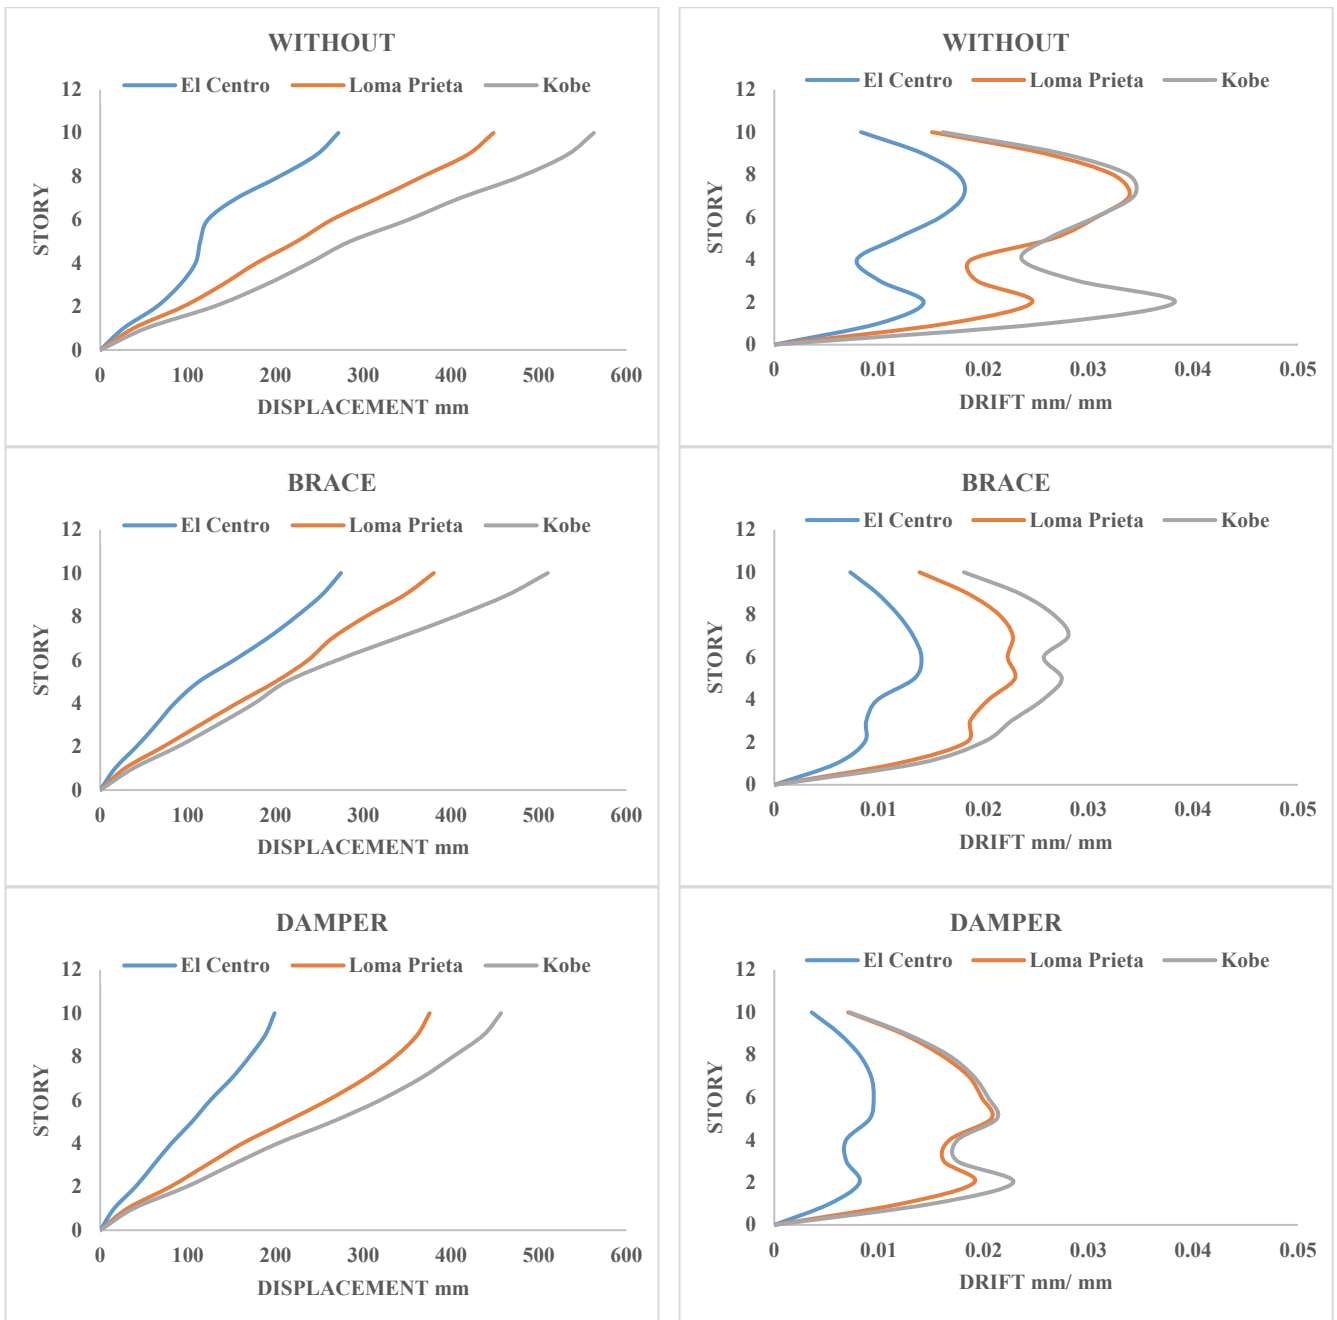 WITHOUT
El Centro Loma Prieta Kobe
12
10
8
6
4
2
0
STORY
0 100 200 300 400 500 600
DISPLACEMENT mm
WITHOUT
El Centro Loma Prieta Kobe
12
10
8
6
4
2
0
STORY
0 0.01 0.02 0.03 0.04 0.05
DRIFT mm/ mm
BRACE
El Centro Loma Prieta Kobe
12
10
8
6
4
2
0
STORY
0 100 200 300 400 500 600
DISPLACEMENT mm
BRACE
El Centro Loma Prieta Kobe
12
10
8
6
4
2
0
STORY
0 0.01 0.02 0.03 0.04 0.05
DRIFT mm/ mm
DAMPER
El Centro Loma Prieta Kobe
12
10
8
6
4
2
0
STORY
0 100 200 300 400 500 600
DISPLACEMENT mm
DAMPER
El Centro Loma Prieta Kobe
12
10
8
6
4
2
0
STORY
0 0.01 0.02 0.03 0.04 0.05
DRIFT mm/ mm